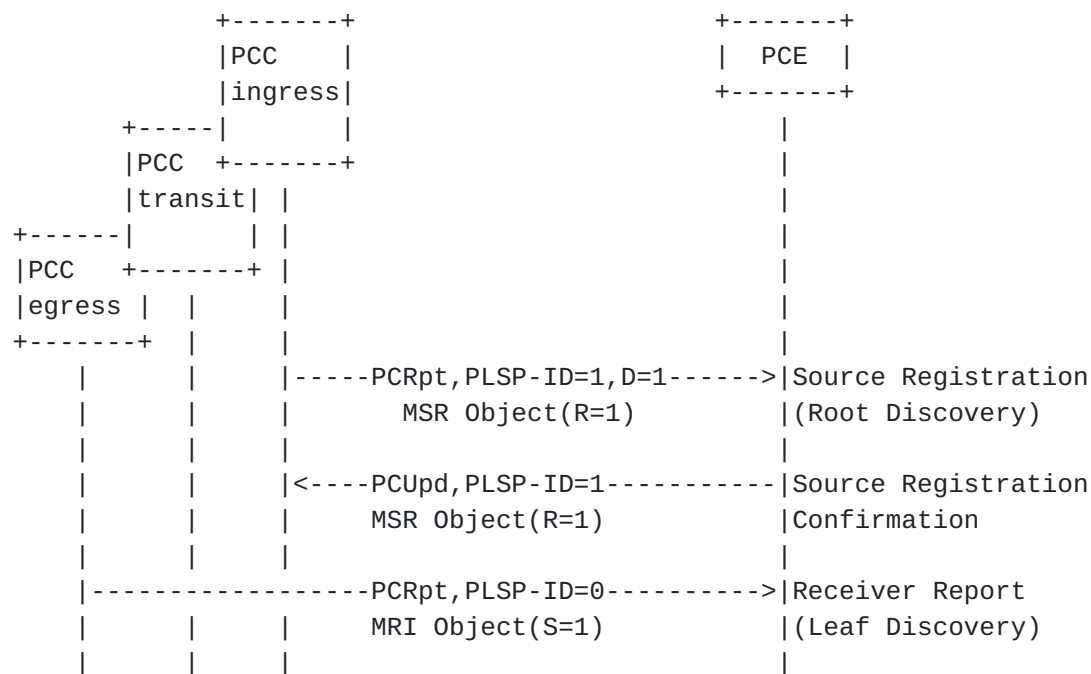 +-------+                      +-------+
|PCC    |                      |  PCE  |
|ingress|                      +-------+
+-----|       |                          |
|PCC  +-------+                          |
|transit| |                              |
+------|       | |                              |
|PCC   +-------+ |                              |
|egress |  |     |                              |
+-------+  |     |                              |
|      |     |-----PCRpt,PLSP-ID=1,D=1------>|Source Registration
|      |     |       MSR Object(R=1)         |(Root Discovery)
|      |     |                               |
|      |     |<----PCUpd,PLSP-ID=1-----------|Source Registration
|      |     |     MSR Object(R=1)           |Confirmation
|      |     |                               |
|------------------PCRpt,PLSP-ID=0---------->|Receiver Report
|      |     |     MRI Object(S=1)           |(Leaf Discovery)
|      |     |                               |